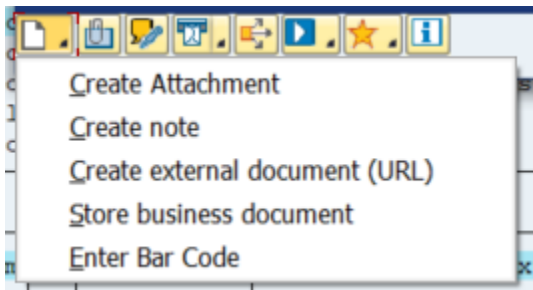 Create Attachment
Create note
Create external document (URL)
Store business document
Enter Bar Code